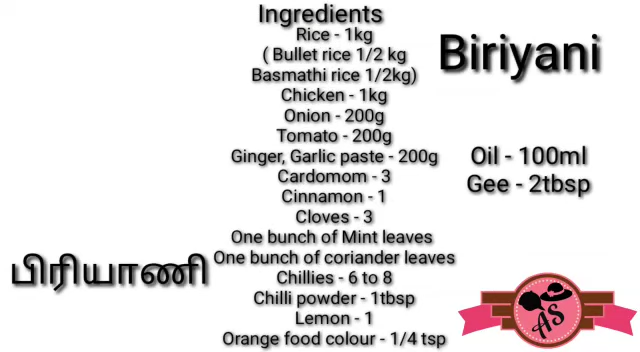 Ingredients
Rice - 1kg
( Bullet rice 1/2 kg
Basmathi rice 1/2kg)
Chicken - 1kg
Onion - 200g
Tomato - 200g
Ginger, Garlic paste - 200g
Cardomom - 3
Cinnamon - 1
Cloves - 3
One bunch of Mint leaves
One bunch of coriander leaves
Chillies - 6 to 8
Chilli powder - 1tbsp
Lemon - 1
Orange food colour - 1/4 tsp
Biriyani
Oil - 100ml
Gee - 2tbsp
பிரியாணி
AS